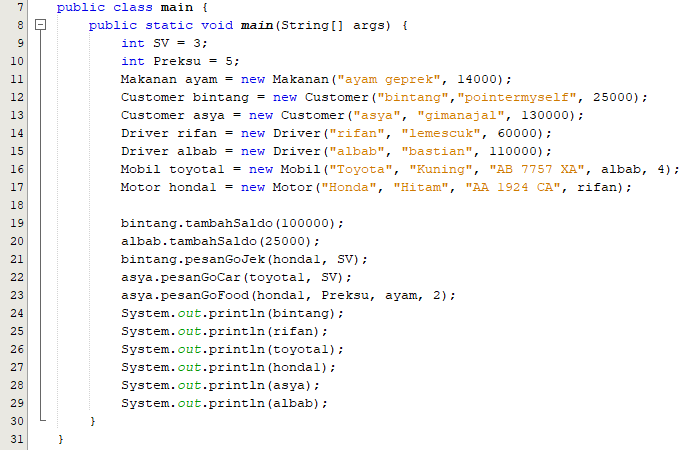 7 public class main {
8 public static void main(String[] args) {
9 int SV = 3;
10 int Preksu = 5;
11 Makanan ayam = new Makanan("ayam geprek", 14000);
12 Customer bintang = new Customer("bintang","pointermyself", 25000);
13 Customer asya = new Customer("asya", "gimanajal", 130000);
14 Driver rifan = new Driver("rifan", "lemescuk", 60000);
15 Driver albab = new Driver("albab", "bastian", 110000);
16 Mobil toyota1 = new Mobil("Toyota", "Kuning", "AB 7757 XA", albab, 4);
17 Motor honda1 = new Motor("Honda", "Hitam", "AA 1924 CA", rifan);
18
19 bintang.tambahSaldo(100000);
20 albab.tambahSaldo(25000);
21 bintang.pesanGoJek(honda1, SV);
22 asya.pesanGoCar(toyota1, SV);
23 asya.pesanGoFood(honda1, Preksu, ayam, 2);
24 System.out.println(bintang);
25 System.out.println(rifan);
26 System.out.println(toyota1);
27 System.out.println(honda1);
28 System.out.println(asya);
29 System.out.println(albab);
30 }
31 }